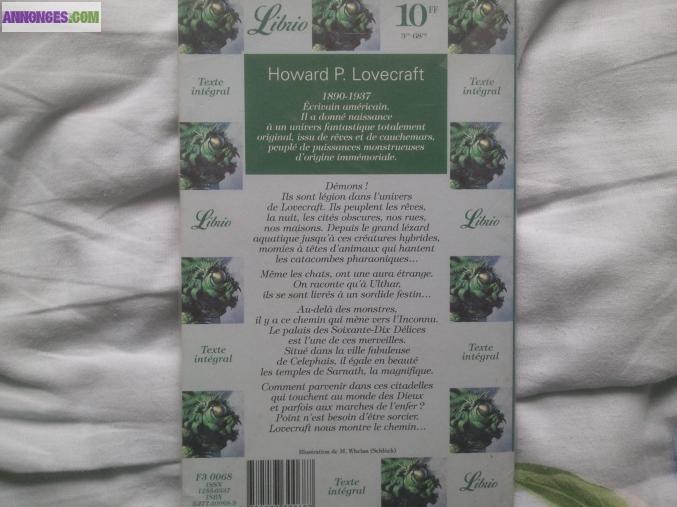 ANNONCES.COM
Librio
10 FF
Howard P. Lovecraft
1890-1937
Écrivain américain.
Il a donné naissance
à un univers fantastique totalement
original, issu de rêves et de cauchemars,
peuplé de puissances monstrueuses
d'origine immémoriale.
Texte
intégral
Texte
intégral
Démons !
Ils sont légion dans l'univers
de Lovecraft. Ils peuplent les rêves,
la nuit, les cités obscures, nos rues,
nos maisons. Depuis le grand lézard
aquatique jusqu'à ces créatures hybrides,
momies à têtes d'animaux qui hantent
les catacombes pharaoniques...
Librio
Librio
Même les chats, ont une aura étrange.
On raconte qu'à Ulthar,
ils se sont livrés à un sordide festin...
Au-delà des monstres,
il y a ce chemin qui mène vers l'Inconnu.
Le palais des Soixante-Dix Délices
est l'une de ces merveilles.
Situé dans la ville fabuleuse
de Celephaïs, il égale en beauté
les temples de Sarnath, la magnifique.
Texte
intégral
Texte
intégral
Comment parvenir dans ces citadelles
qui touchent au monde des Dieux
et parfois aux marches de l'enfer ?
Point n'est besoin d'être sorcier.
Lovecraft nous montre le chemin...
Illustration de M. Whelan (Schlück)
F3 0068
ISSN
1255-0337
ISBN
Texte
intégral
Librio